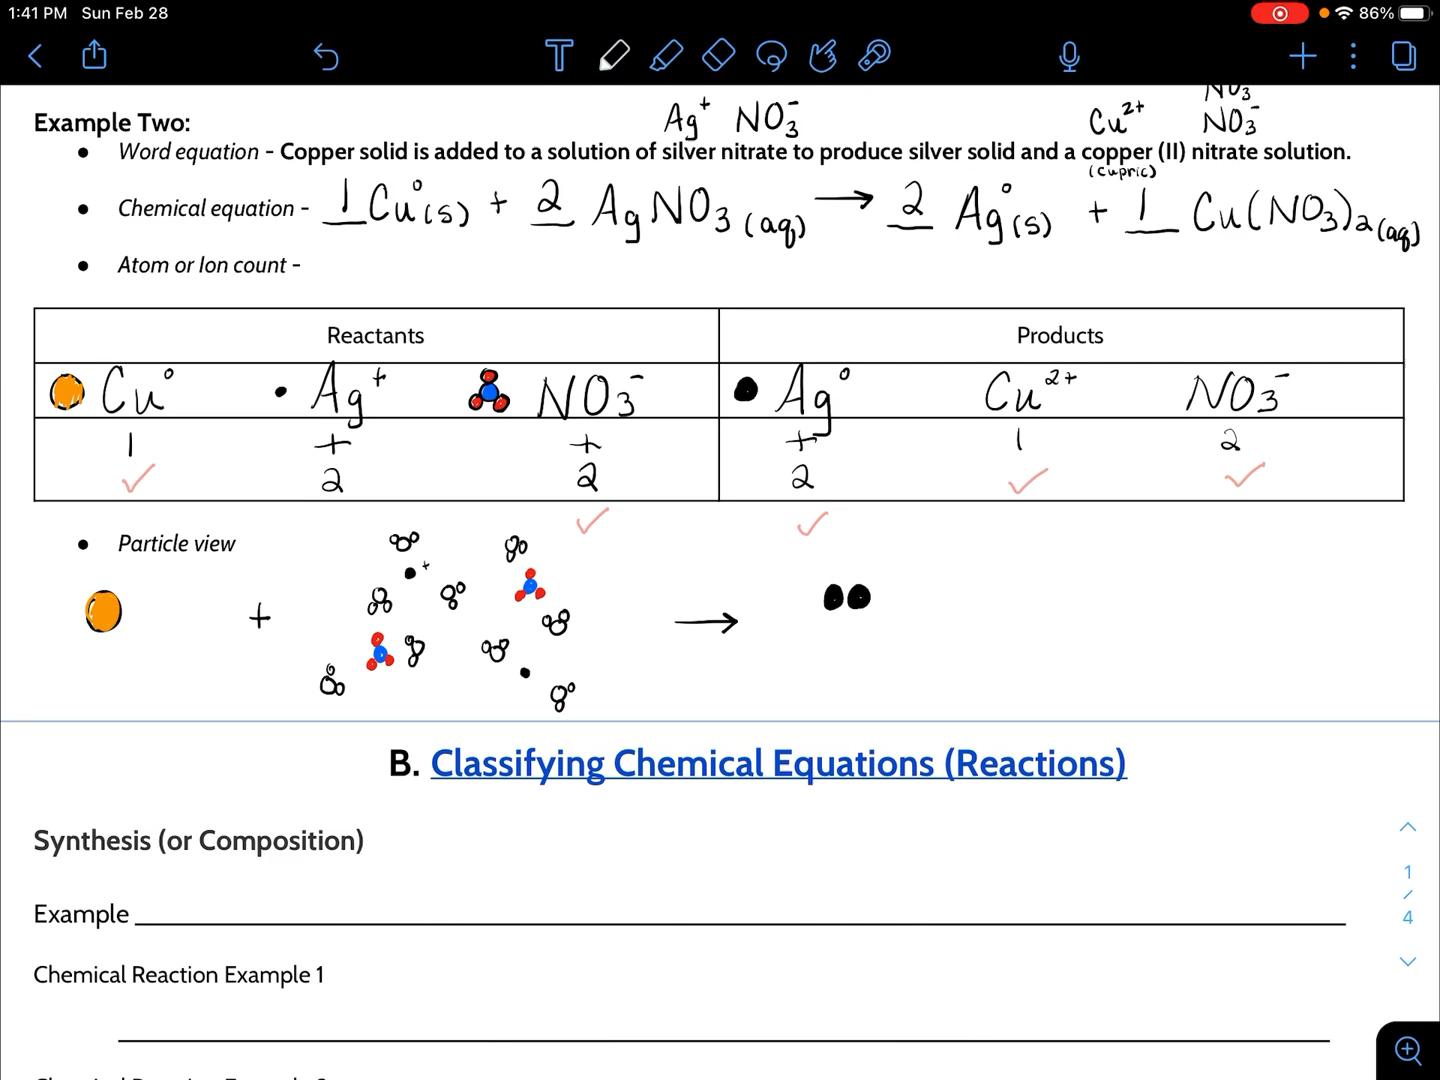 1:41 PM Sun Feb 28 86%
NO3
Ag+ NO3- Cu2+ NO3-
Example Two:
• Word equation - Copper solid is added to a solution of silver nitrate to produce silver solid and a copper (II) nitrate solution.
(cupric)
• Chemical equation - 1 Cu°(s) + 2 AgNO3(aq) → 2 Ag°(s) + 1 Cu(NO3)2(aq)
• Atom or Ion count -
Reactants Products
Cu° Ag+ NO3- Ag° Cu2+ NO3-
1 + + + 1 2
✓ 2 2 2 ✓ ✓
✓ ✓
• Particle view
+
+ →
B. Classifying Chemical Equations (Reactions)
Synthesis (or Composition)
1
/
4
Example
Chemical Reaction Example 1